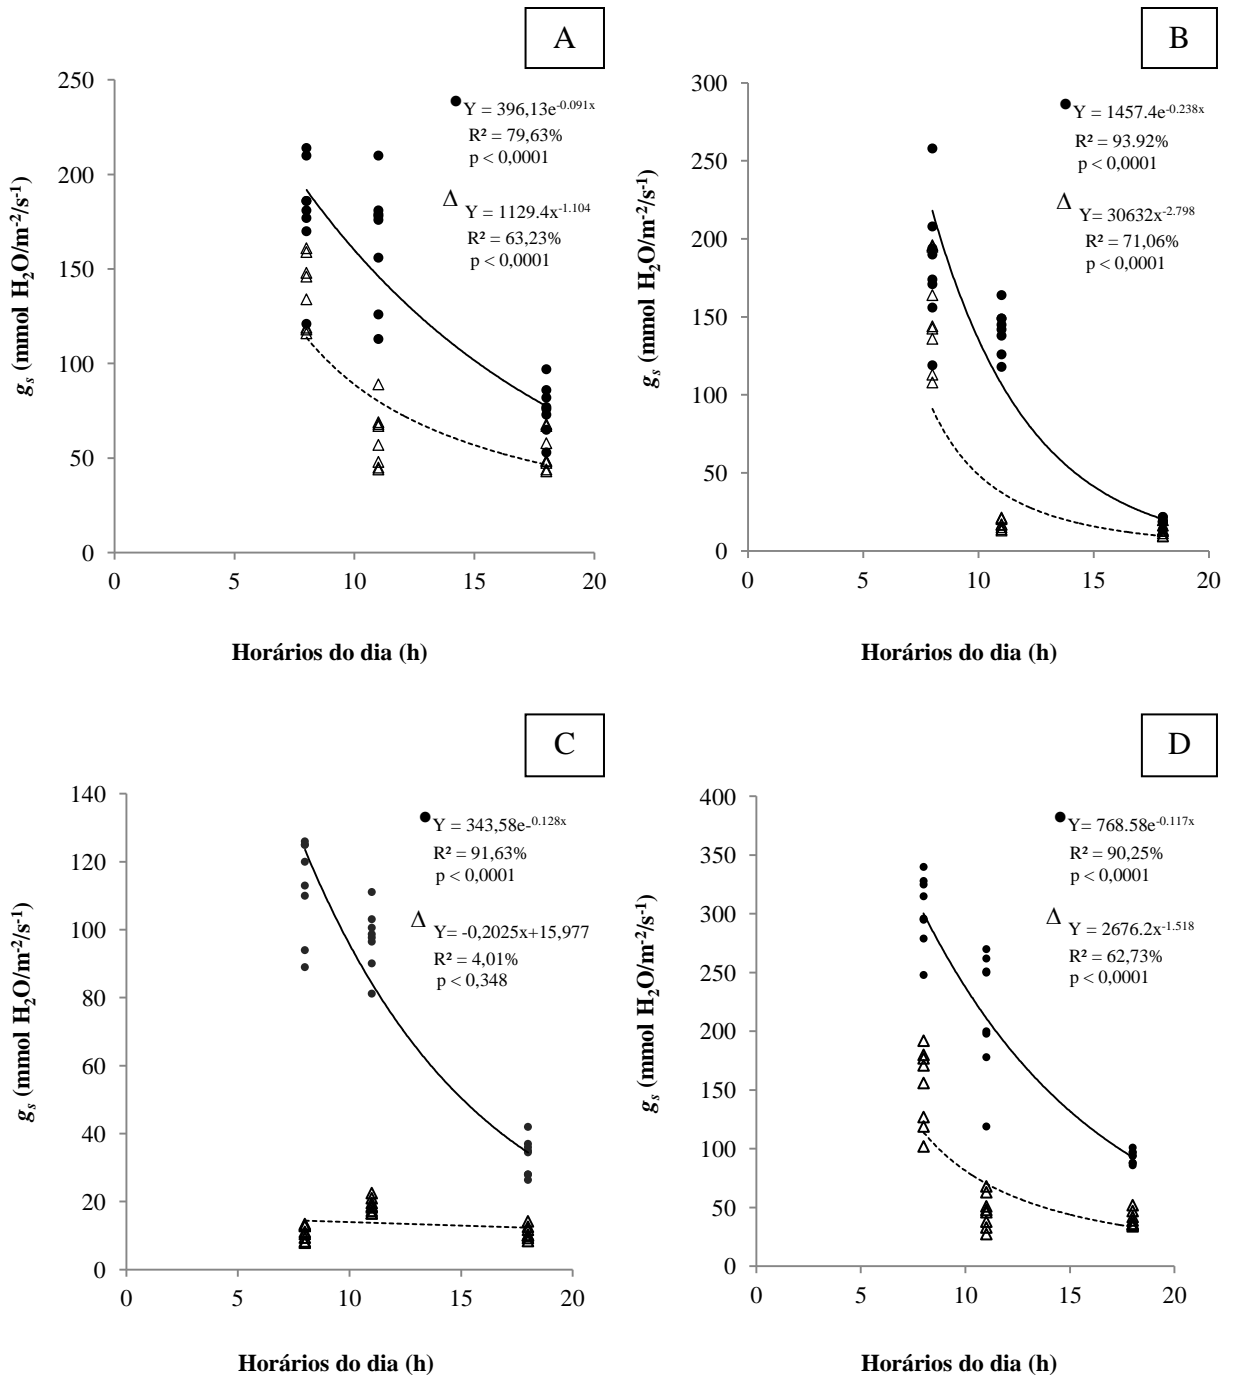 A
250
200
150
100
50
0
0 5 10 15 20
gs (mmol H2O/m-2/s-1)
Horários do dia (h)
● Y = 396,13e-0.091x
R² = 79,63%
p < 0,0001
Δ Y = 1129.4x-1.104
R² = 63,23%
p < 0,0001
B
300
250
200
150
100
50
0
0 5 10 15 20
gs (mmol H2O/m-2/s-1)
Horários do dia (h)
● Y = 1457.4e-0.238x
R² = 93.92%
p < 0,0001
Δ Y = 30632x-2.798
R² = 71,06%
p < 0,0001
C
140
120
100
80
60
40
20
0
0 5 10 15 20
gs (mmol H2O/m-2/s-1)
Horários do dia (h)
● Y = 343,58e-0.128x
R² = 91,63%
p < 0,0001
Δ Y= -0,2025x+15,977
R² = 4,01%
p < 0,348
D
400
350
300
250
200
150
100
50
0
0 5 10 15 20
gs (mmol H2O/m-2/s-1)
Horários do dia (h)
● Y= 768.58e-0.117x
R² = 90,25%
p < 0,0001
Δ Y = 2676.2x-1.518
R² = 62,73%
p < 0,0001